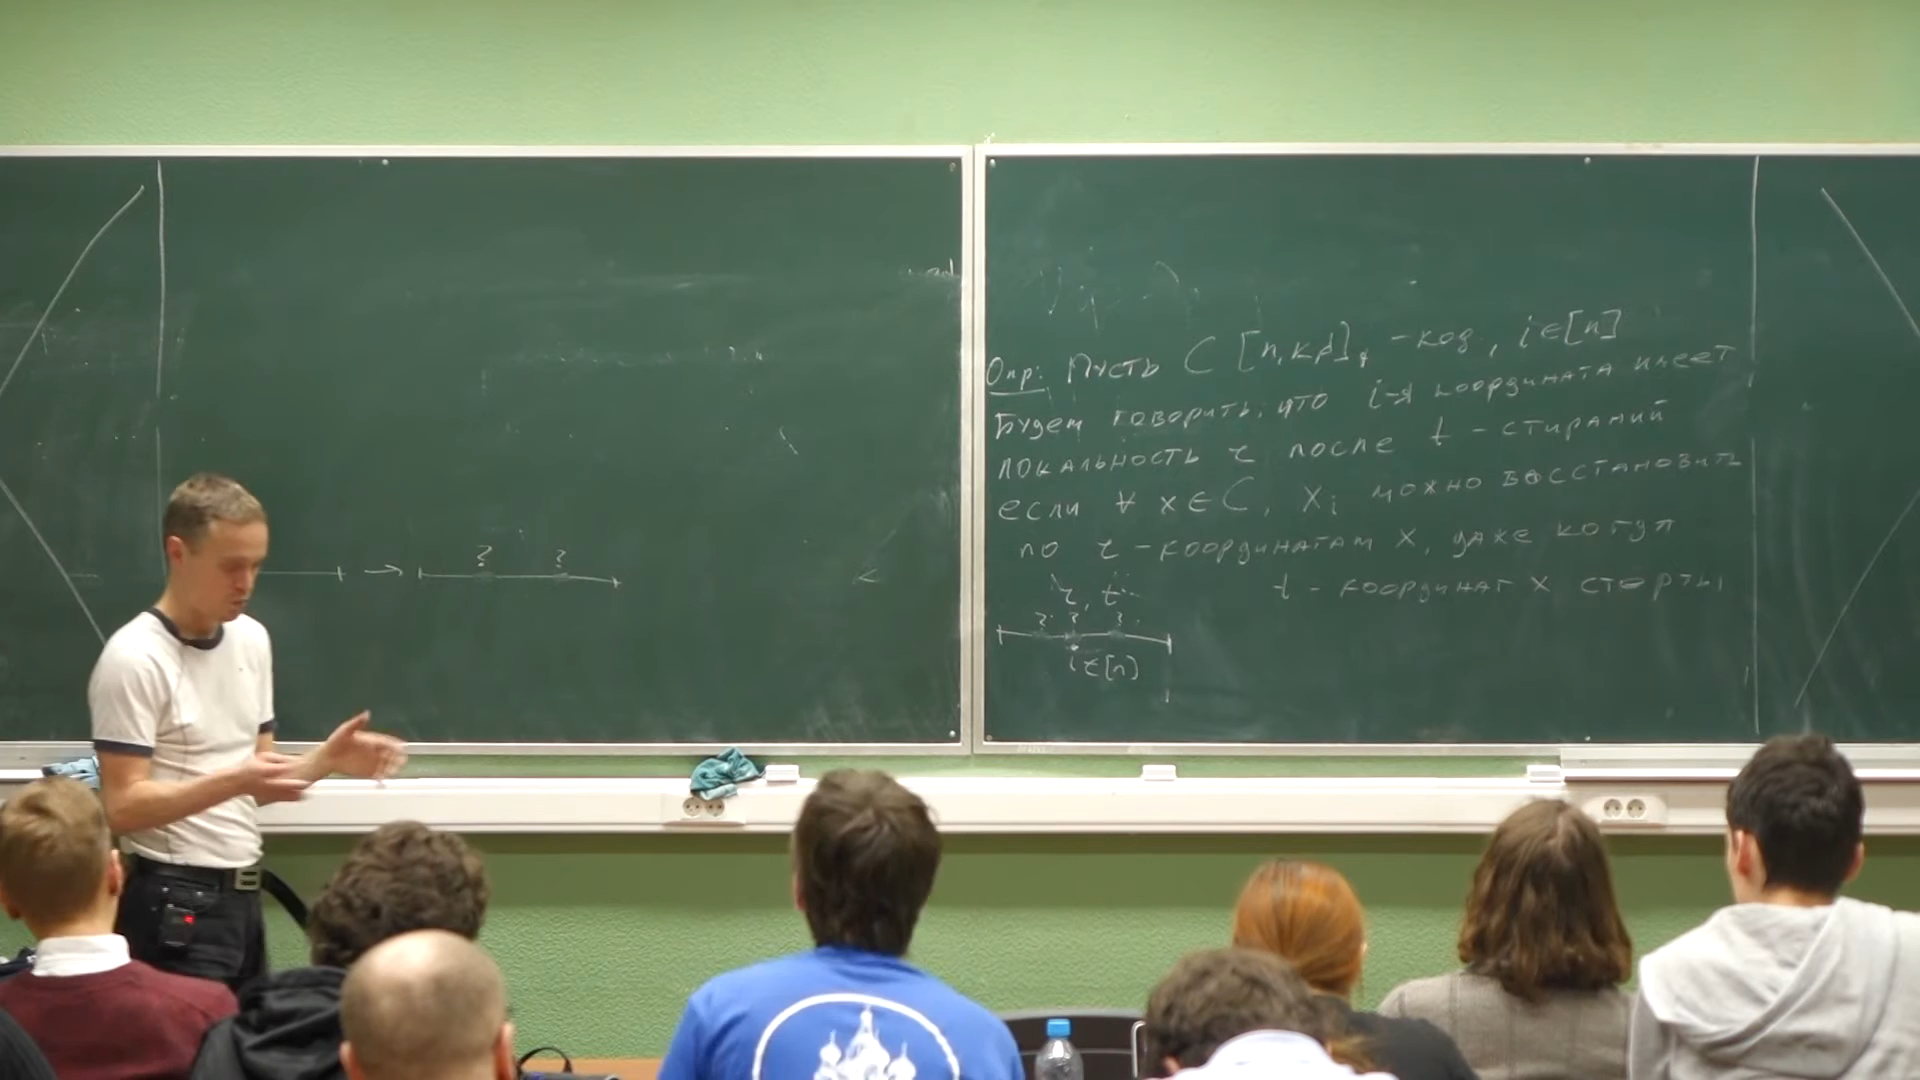 ? ?
Опр: Пусть C [n,k,d]q - код, i∈[n]
Будем говорить, что i-я координата имеет
локальность r после t - стираний
если ∀ x∈C, Xi можно восстановить
по r - координатам X, даже когда
t - координат X стерты
r, t
? ? ?
i∈[n]